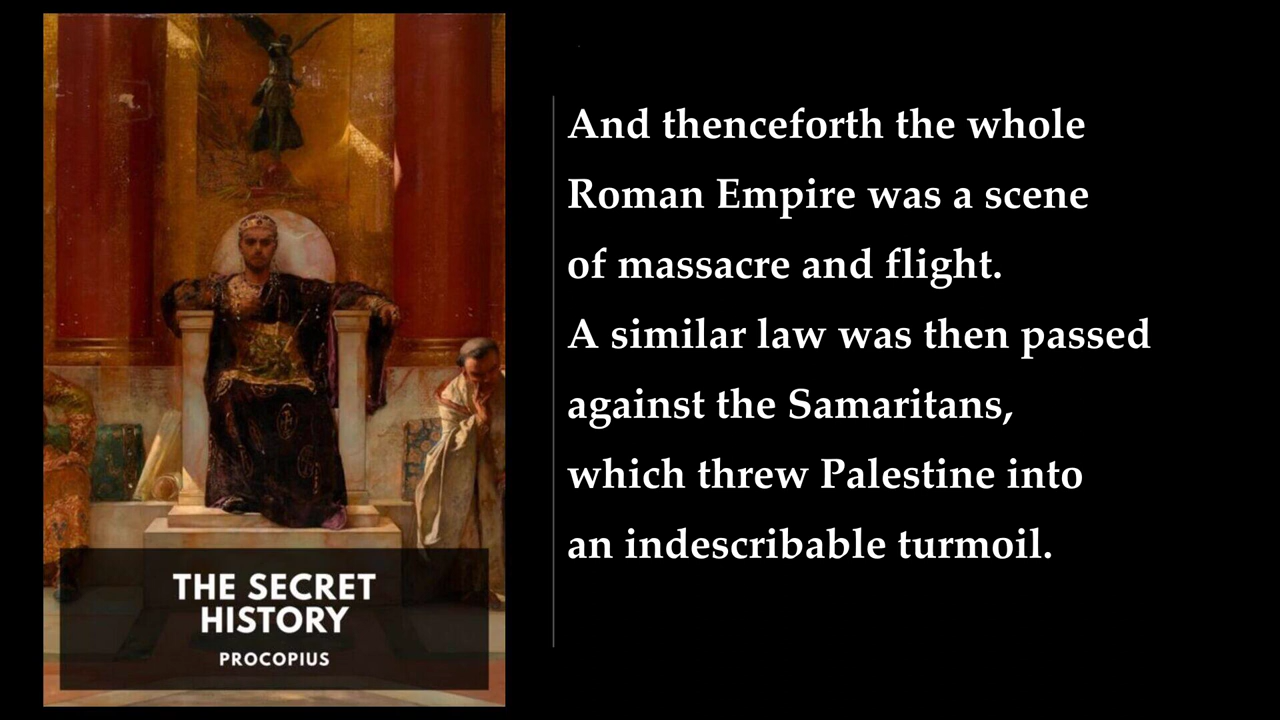 And thenceforth the whole
Roman Empire was a scene
of massacre and flight.
A similar law was then passed
against the Samaritans,
which threw Palestine into
an indescribable turmoil.
THE SECRET
HISTORY
PROCOPIUS